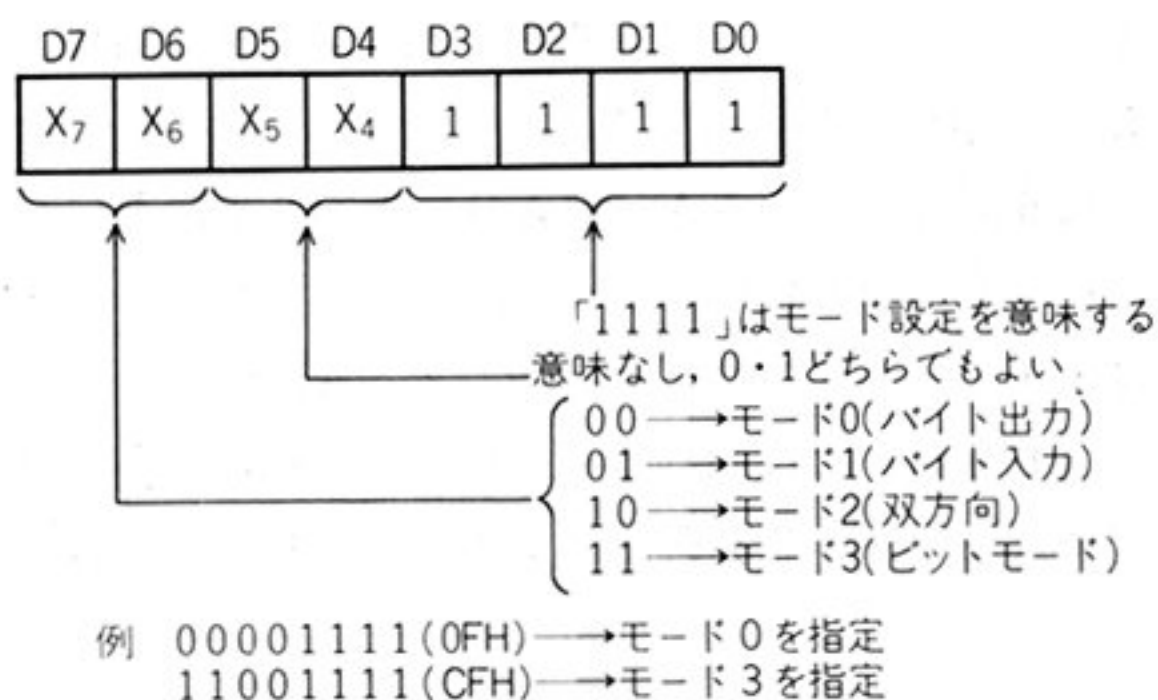 D7 D6 D5 D4 D3 D2 D1 D0
X₇ X₆ X₅ X₄ 1 1 1 1
「1111」はモード設定を意味する
意味なし, 0・1どちらでもよい
00→モード0(バイト出力)
01→モード1(バイト入力)
10→モード2(双方向)
11→モード3(ビットモード)
例 00001111(0FH)→モード0を指定
11001111(CFH)→モード3を指定